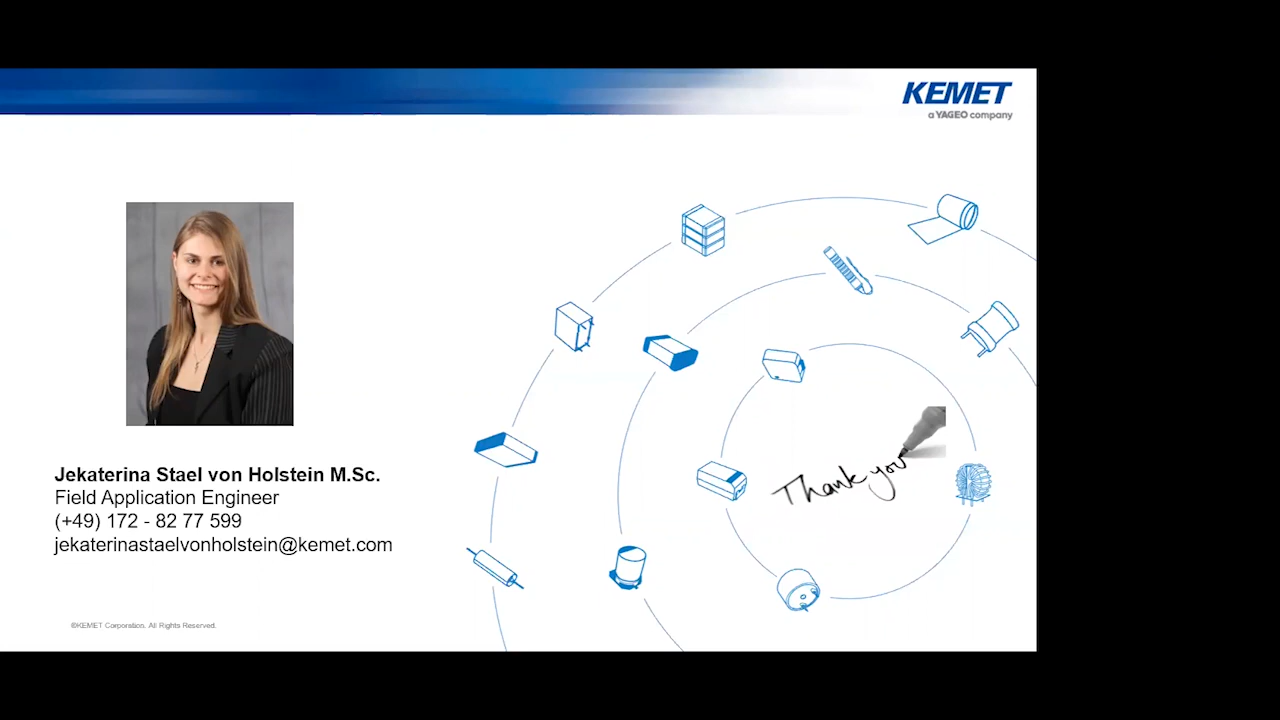 KEMET
a YAGEO company
Jekaterina Stael von Holstein M.Sc.
Field Application Engineer
(+49) 172 - 82 77 599
jekaterinastaelvonholstein@kemet.com
Thank you
©KEMET Corporation. All Rights Reserved.